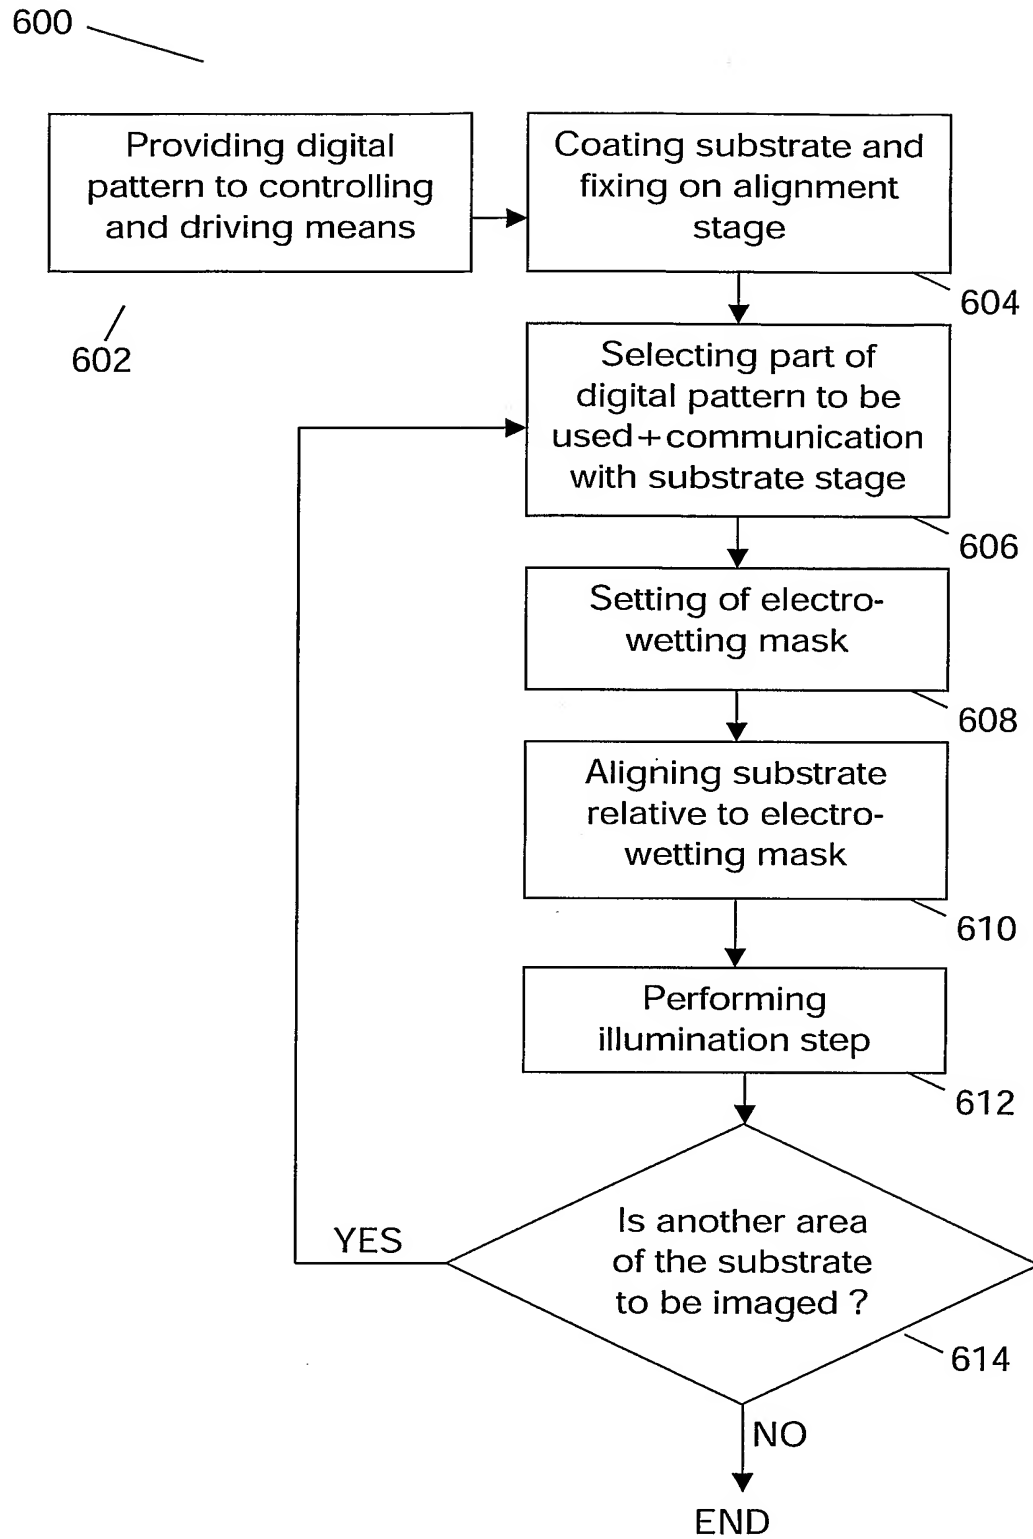 600
Providing digital
pattern to controlling
and driving means
602
Coating substrate and
fixing on alignment
stage
604
Selecting part of
digital pattern to be
used+communication
with substrate stage
606
Setting of electro-
wetting mask
608
Aligning substrate
relative to electro-
wetting mask
610
Performing
illumination step
612
Is another area
of the substrate
to be imaged ?
614
YES
NO
END